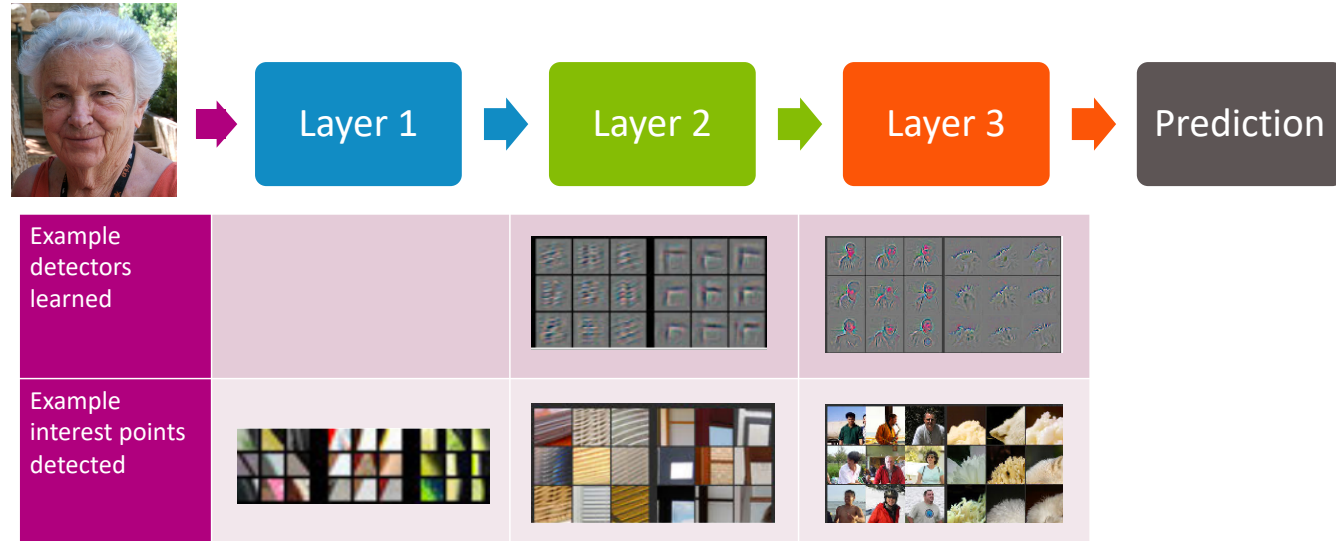 Layer 1
Layer 2
Layer 3
Prediction
Example
detectors
learned
Example
interest points
detected